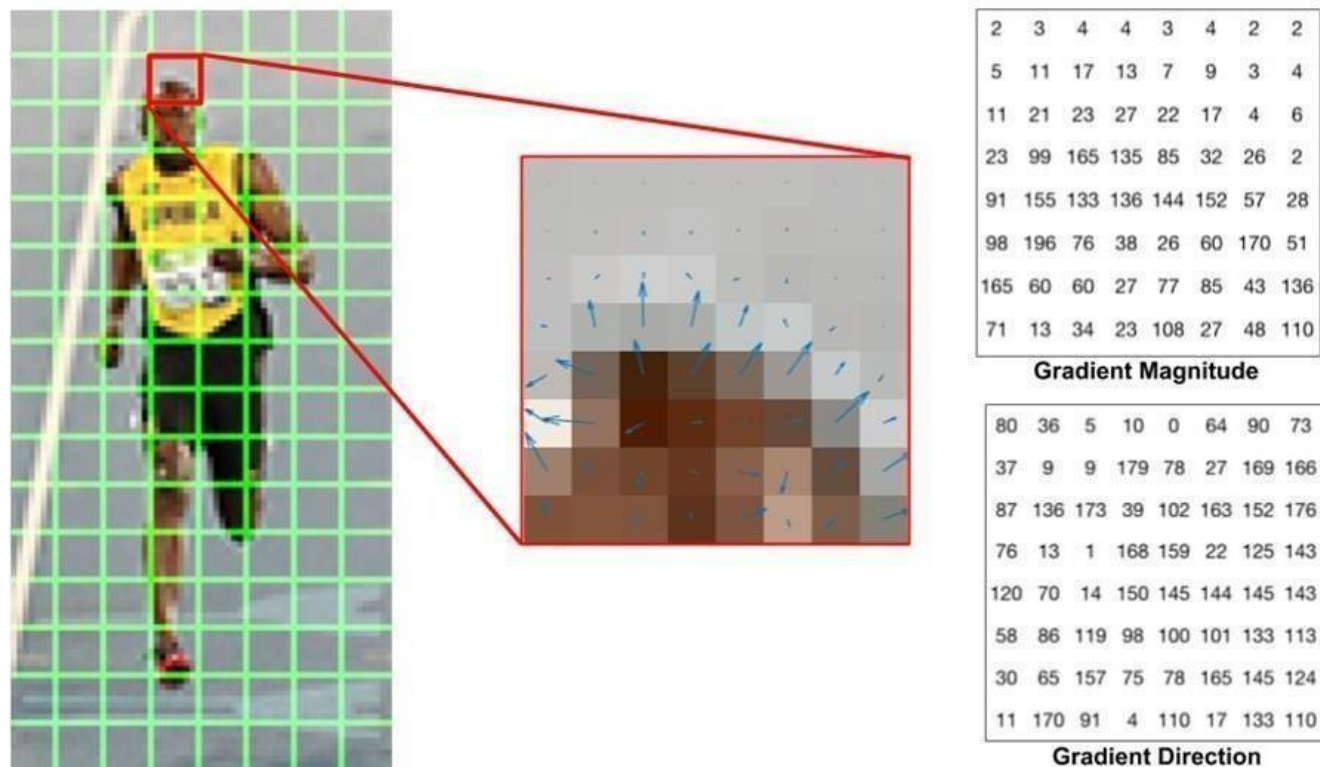 2 3 4 4 3 4 2 2
5 11 17 13 7 9 3 4
11 21 23 27 22 17 4 6
23 99 165 135 85 32 26 2
91 155 133 136 144 152 57 28
98 196 76 38 26 60 170 51
165 60 60 27 77 85 43 136
71 13 34 23 108 27 48 110
Gradient Magnitude
80 36 5 10 0 64 90 73
37 9 9 179 78 27 169 166
87 136 173 39 102 163 152 176
76 13 1 168 159 22 125 143
120 70 14 150 145 144 145 143
58 86 119 98 100 101 133 113
30 65 157 75 78 165 145 124
11 170 91 4 110 17 133 110
Gradient Direction